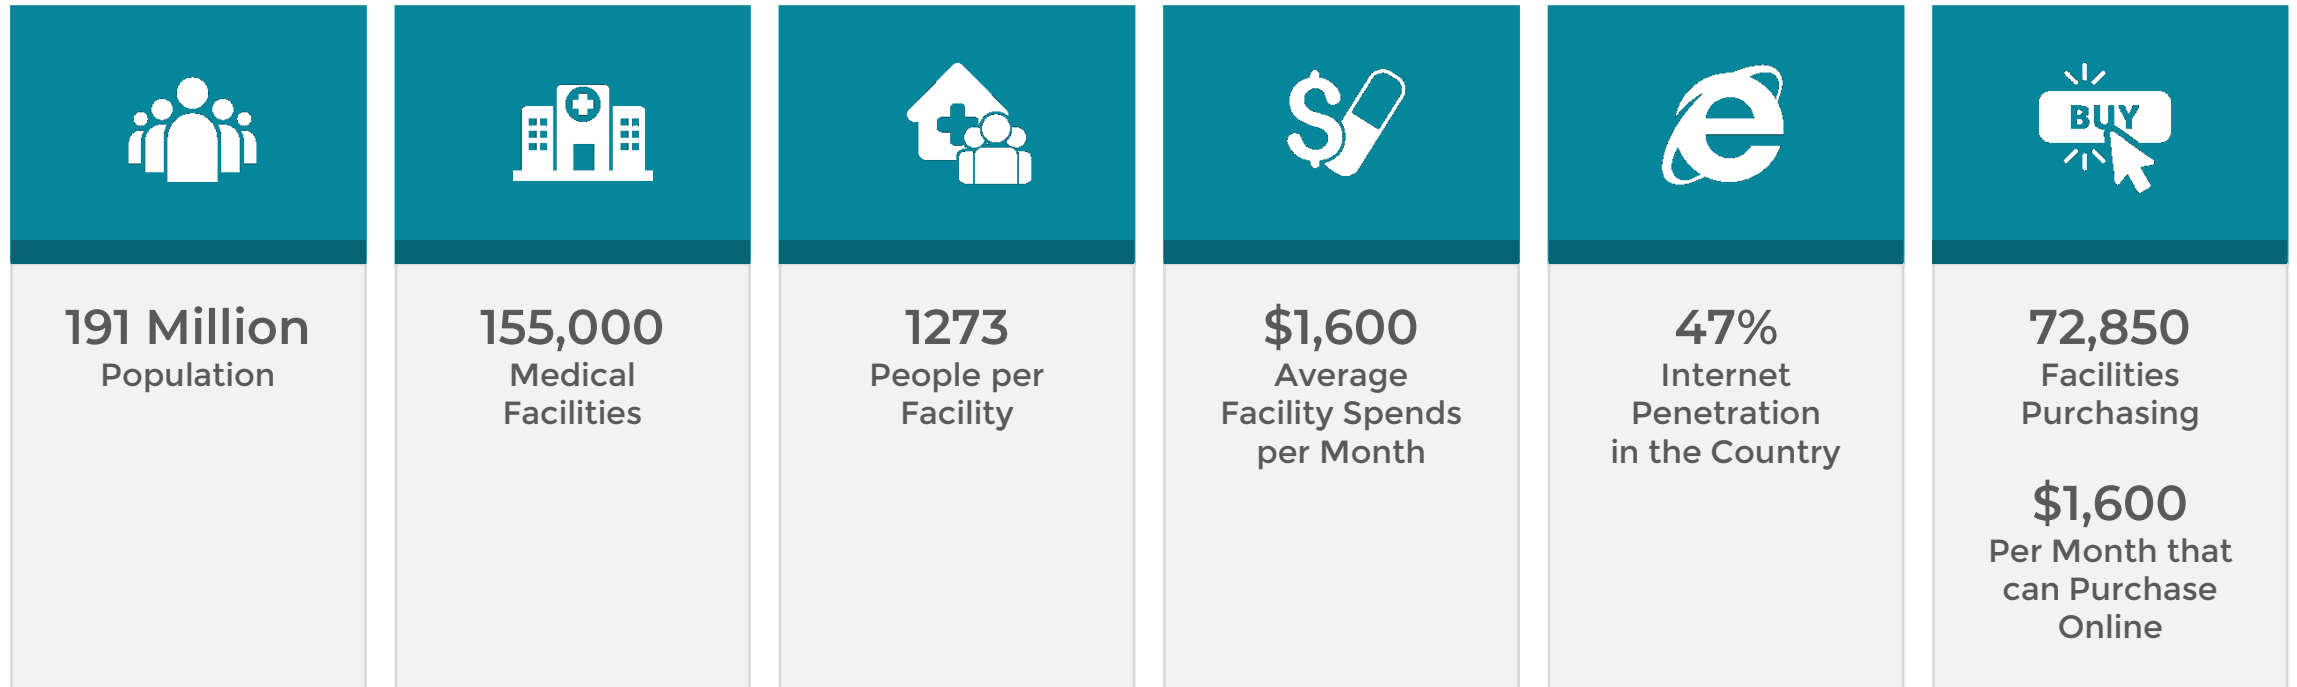 BUY
191 Million
Population
155,000
Medical
Facilities
1273
People per
Facility
$1,600
Average
Facility Spends
per Month
47%
Internet
Penetration
in the Country
72,850
Facilities
Purchasing
$1,600
Per Month that
can Purchase
Online